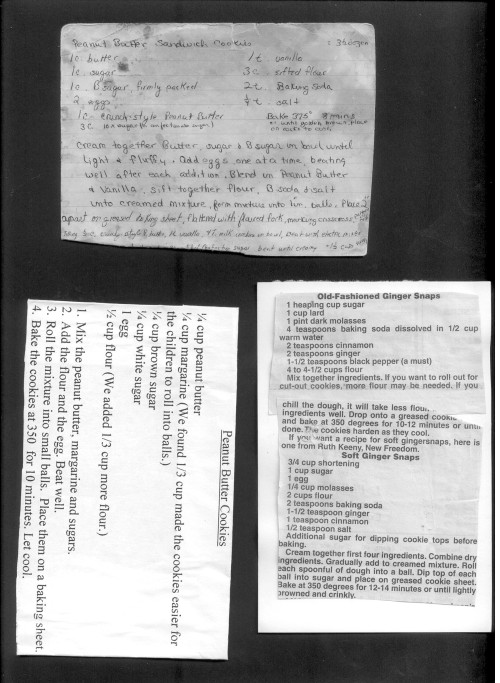 Peanut Butter Sandwich Cookies
1c. butter
1c. sugar
1c. B sugar, firmly packed
2 eggs
1c - crunch-style Peanut Butter
3 c.
1t vanilla
3c. sifted flour
2t. Baking Soda
½t. salt
Bake 375° 8 mins
or until golden brown, place
on racks to cool.
Cream together Butter, sugar & B sugar in bowl until
light & fluffy. Add eggs one at a time, beating
well after each addition. Blend in Peanut Butter
& Vanilla. Sift together flour, B soda & salt
into creamed mixture, form mixture into 1in. balls. Place
apart on greased baking sheet, flattened with floured fork, marking crisscross
sugar, beat until creamy
Peanut Butter Cookies
¼ cup peanut butter
¼ cup margarine (We found 1/3 cup made the cookies easier for
the children to roll into balls.)
¼ cup brown sugar
¼ cup white sugar
1 egg
½ cup flour (We added 1/3 cup more flour.)
1. Mix the peanut butter, margarine and sugars.
2. Add the flour and the egg. Beat well.
3. Roll the mixture into small balls. Place them on a baking sheet.
4. Bake the cookies at 350 for 10 minutes. Let cool.
Old-Fashioned Ginger Snaps
1 heaping cup sugar
1 cup lard
1 pint dark molasses
4 teaspoons baking soda dissolved in 1/2 cup
warm water
2 teaspoons cinnamon
2 teaspoons ginger
1-1/2 teaspoons black pepper (a must)
4 to 4-1/2 cups flour
Mix together ingredients. If you want to roll out for
cut-out cookies, more flour may be needed. If you
chill the dough, it will take less flour,
ingredients well. Drop onto a greased cookie
and bake at 350 degrees for 10-12 minutes or until
done. The cookies harden as they cool.
If you want a recipe for soft gingersnaps, here is
one from Ruth Keeny, New Freedom.
Soft Ginger Snaps
3/4 cup shortening
1 cup sugar
1 egg
1/4 cup molasses
2 cups flour
2 teaspoons baking soda
1-1/2 teaspoon ginger
1 teaspoon cinnamon
1/2 teaspoon salt
Additional sugar for dipping cookie tops before
baking.
Cream together first four ingredients. Combine dry
ingredients. Gradually add to creamed mixture. Roll
each spoonful of dough into a ball. Dip top of each
ball into sugar and place on greased cookie sheet.
Bake at 350 degrees for 12-14 minutes or until lightly
browned and crinkly.